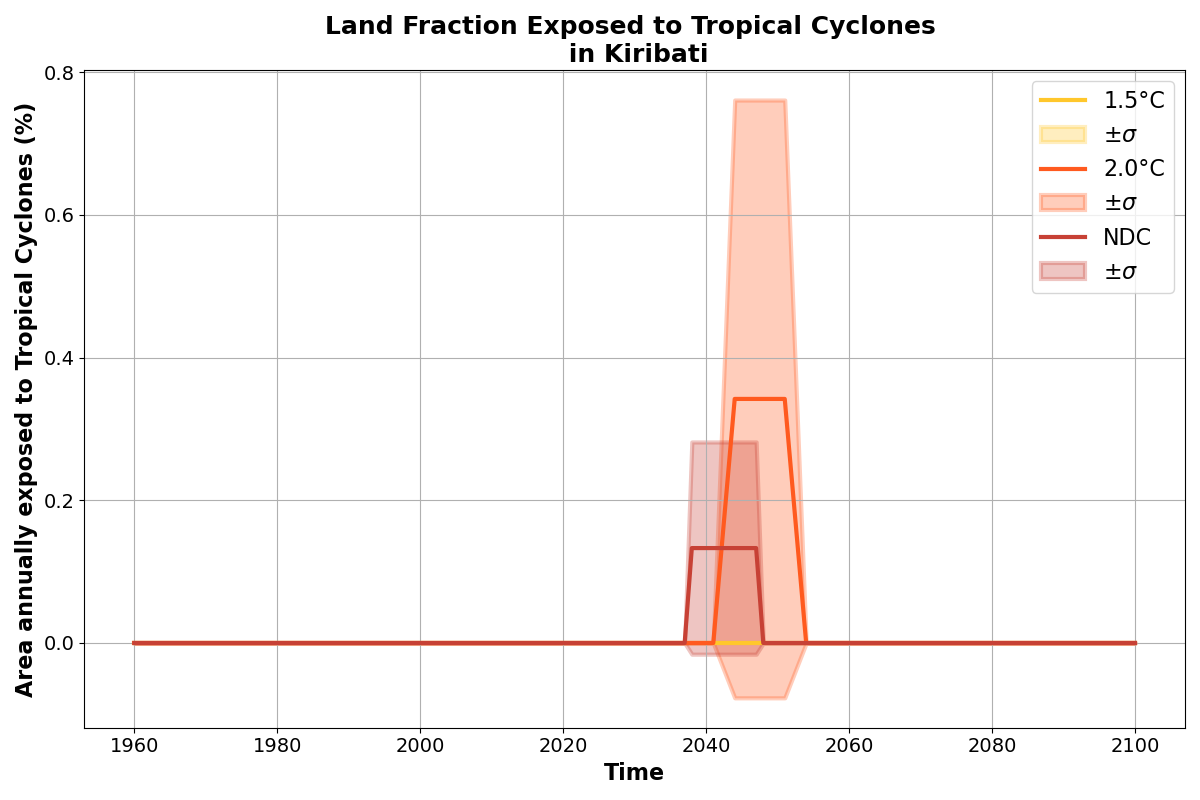 Land Fraction Exposed to Tropical Cyclones
in Kiribati
Area annually exposed to Tropical Cyclones (%)
0.8
0.6
0.4
0.2
0.0
1.5°C
±σ
2.0°C
±σ
NDC
±σ
1960 1980 2000 2020 2040 2060 2080 2100
Time